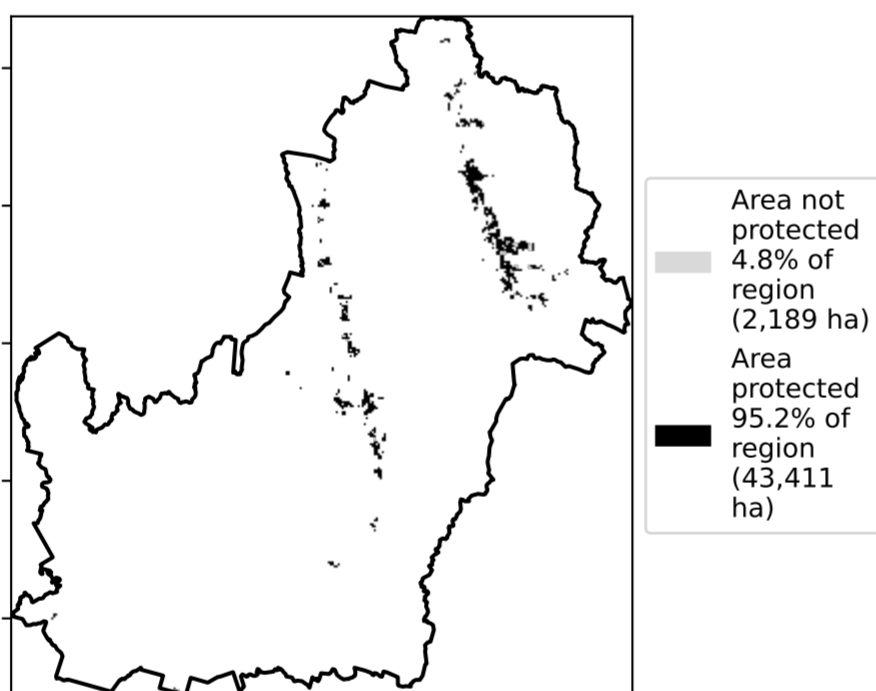 Area not
protected
4.8% of
region
(2,189 ha)
Area
protected
95.2% of
region
(43,411
ha)